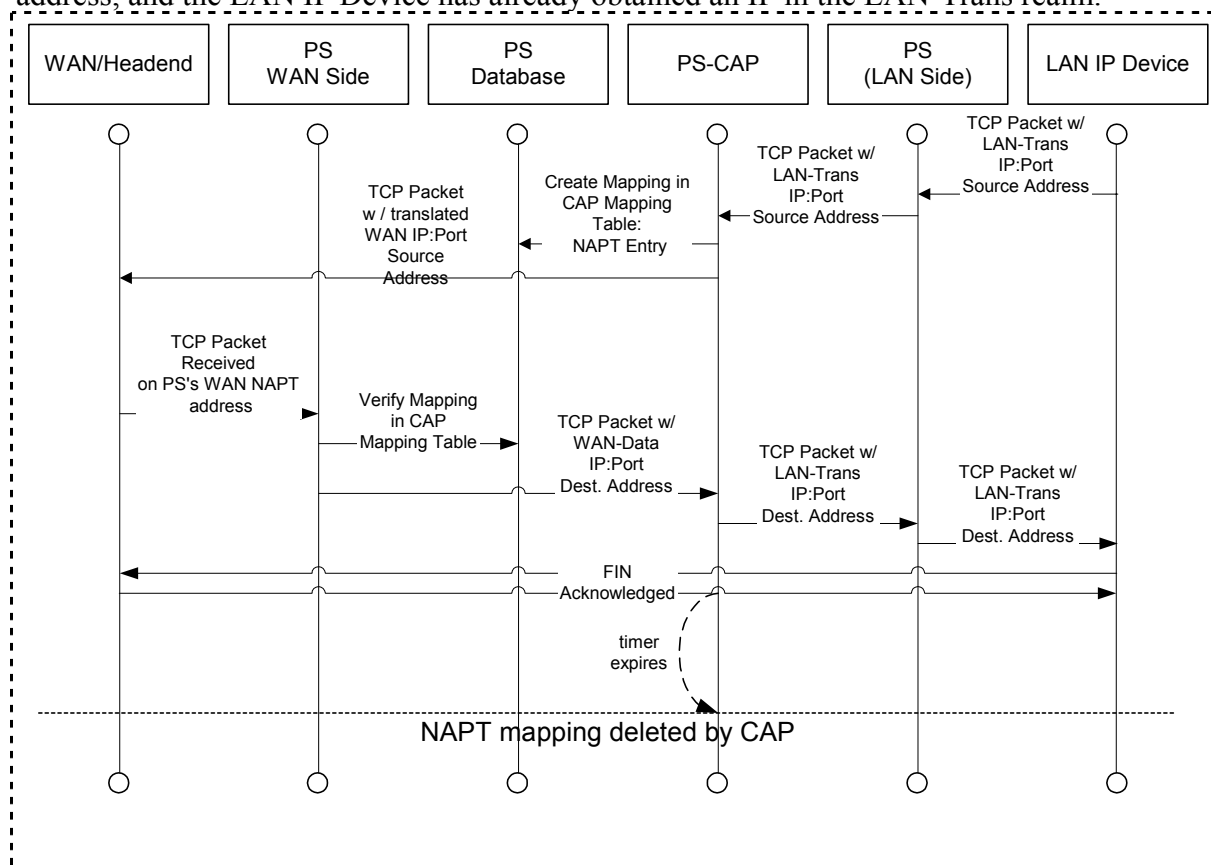 address, and the LAN IP Device has already obtained an IP in the LAN-Trans realm.
WAN/Headend
PS
WAN Side
PS
Database
PS-CAP
PS
(LAN Side)
LAN IP Device
TCP Packet w/
LAN-Trans
IP:Port
Source Address
TCP Packet w/
LAN-Trans
IP:Port
Source Address
Create Mapping in
CAP Mapping
Table:
NAPT Entry
TCP Packet
w / translated
WAN IP:Port
Source
Address
TCP Packet
Received
on PS's WAN NAPT
address
Verify Mapping
in CAP
Mapping Table
TCP Packet w/
WAN-Data
IP:Port
Dest. Address
TCP Packet w/
LAN-Trans
IP:Port
Dest. Address
TCP Packet w/
LAN-Trans
IP:Port
Dest. Address
FIN
Acknowledged
timer
expires
NAPT mapping deleted by CAP